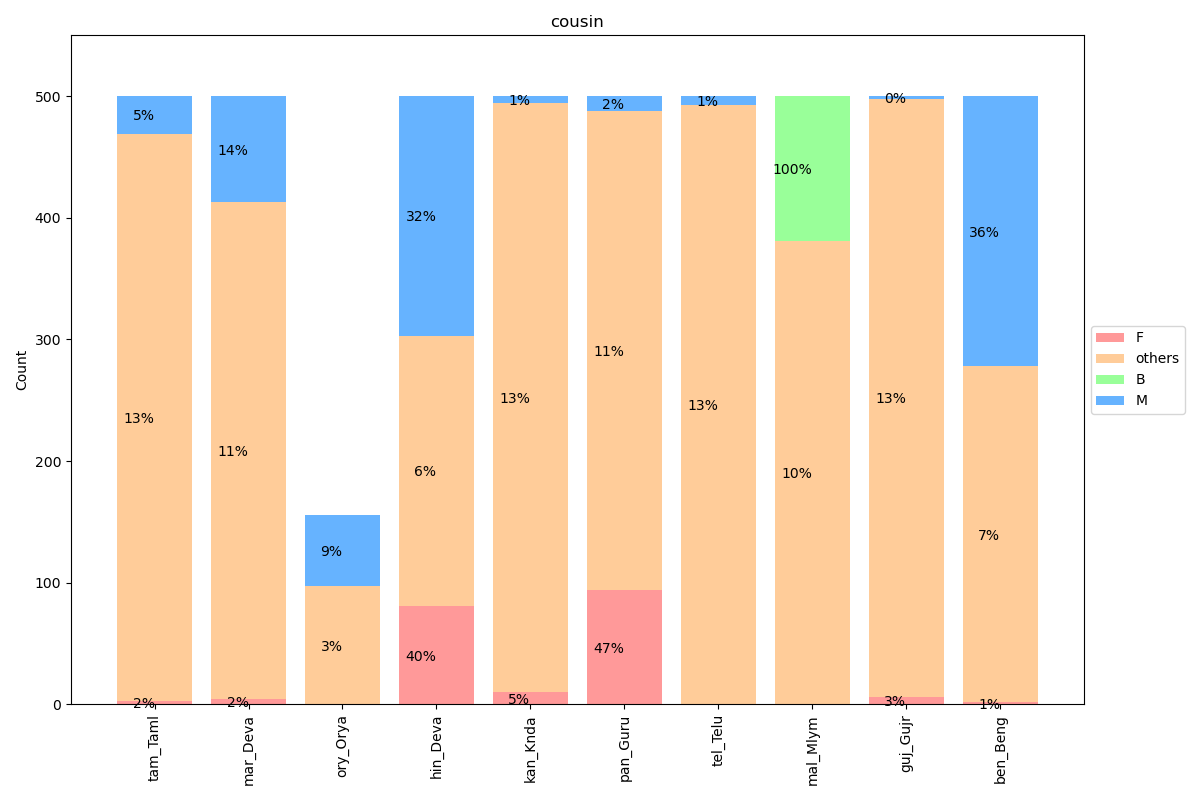 cousin
Count
500
400
300
200
100
0
5%
13%
2%
14%
11%
2%
9%
3%
32%
6%
40%
1%
13%
5%
2%
11%
47%
1%
13%
100%
10%
0%
13%
3%
36%
7%
1%
tam_Taml
mar_Deva
ory_Orya
hin_Deva
kan_Knda
pan_Guru
tel_Telu
mal_Mlym
guj_Gujr
ben_Beng
F
others
B
M